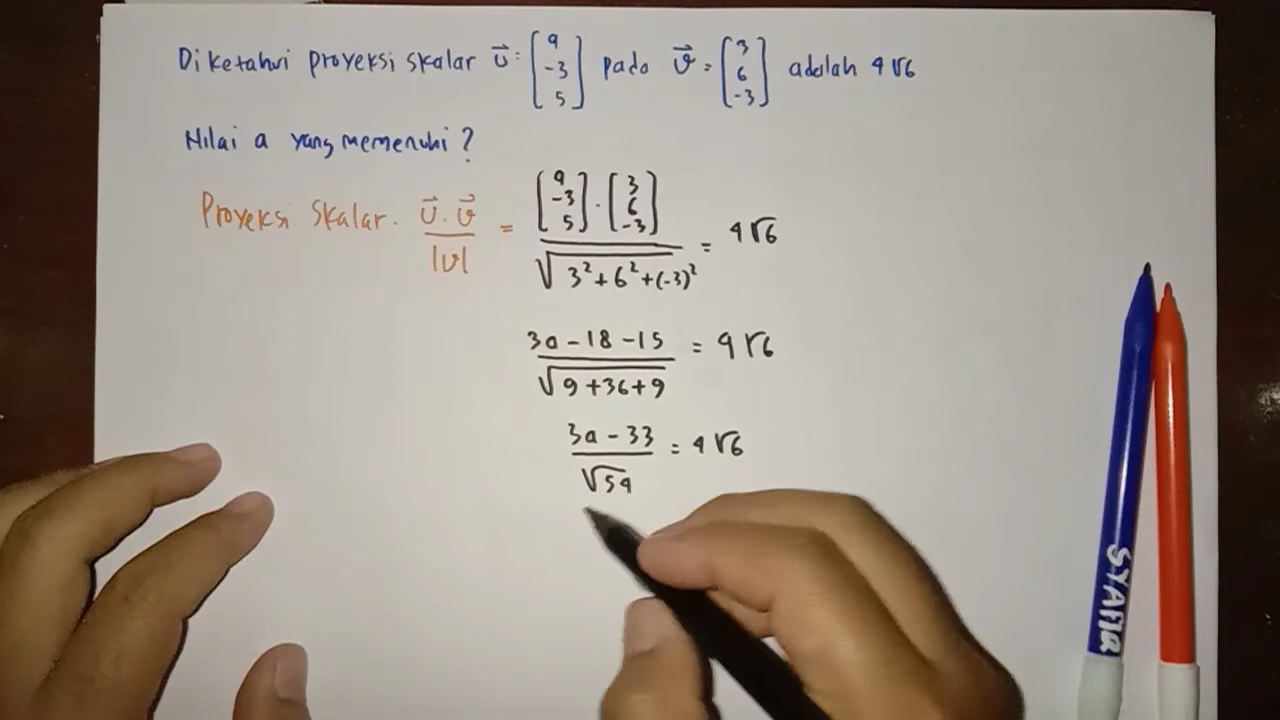 Diketahui proyeksi skalar u⃗ = [a -3 5] pada v⃗ = [3 6 -3] adalah 4√6
Nilai a yang memenuhi ?
Proyeksi Skalar. u⃗ . v⃗ / |v| = [a -3 5] . [3 6 -3] / √3²+6²+(-3)² = 4√6
3a - 18 - 15 / √9+36+9 = 4√6
3a - 33 / √54 = 4√6
SYAFIQ